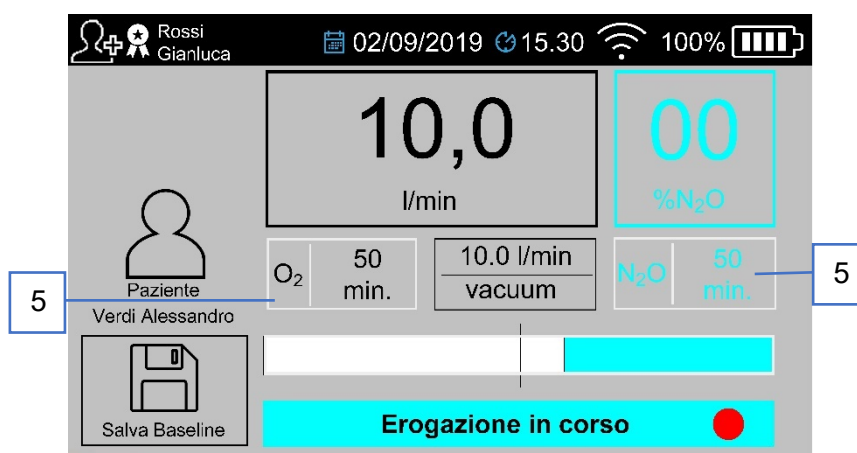 Rossi
Gianluca
02/09/2019 15.30 100%
10,0
l/min
00
%N₂O
O₂
50
min.
10.0 l/min
vacuum
N₂O
50
min.
5
5
Paziente
Verdi Alessandro
Salva Baseline
Erogazione in corso